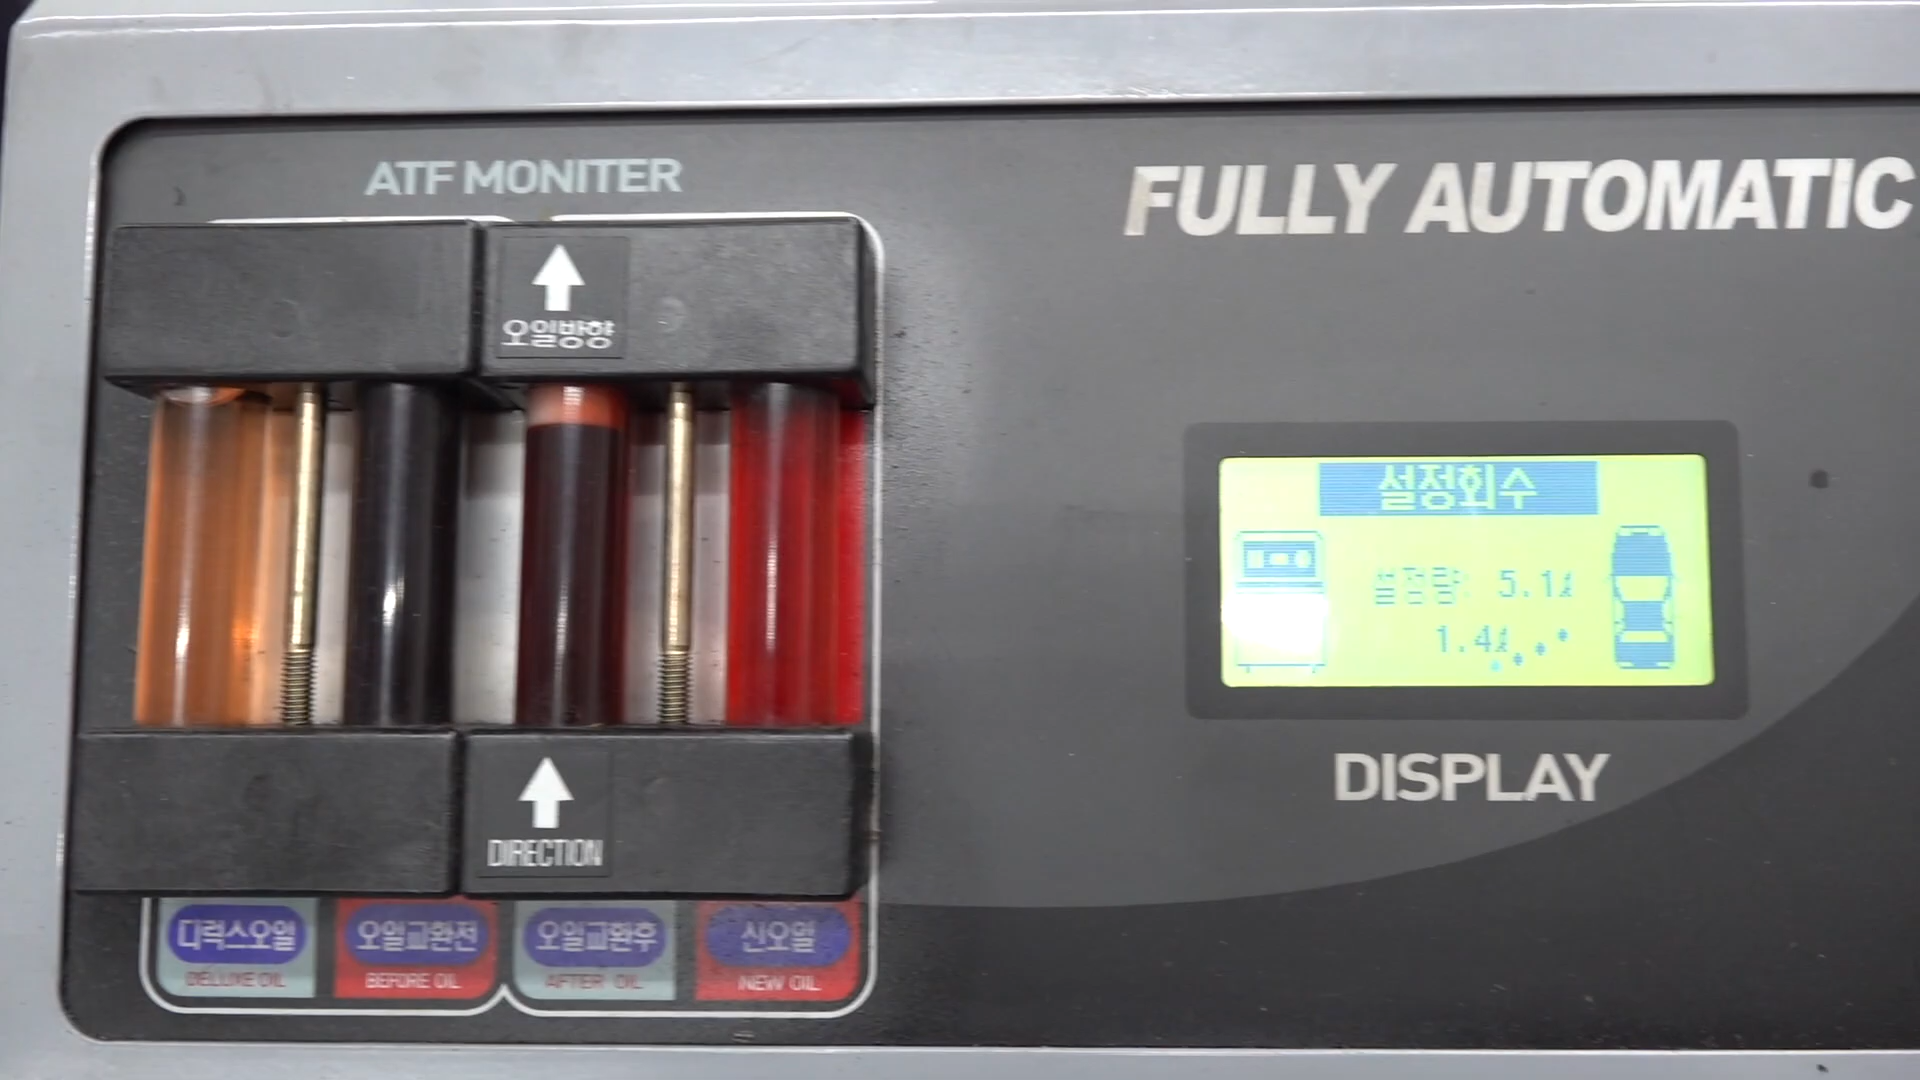 ATF MONITER
FULLY AUTOMATIC
오일방향
설정회수
설정량: 5.1ℓ
1.4ℓ
DISPLAY
DIRECTION
디럭스오일
DELUXE OIL
오일교환전
BEFORE OIL
오일교환후
AFTER OIL
신오일
NEW OIL